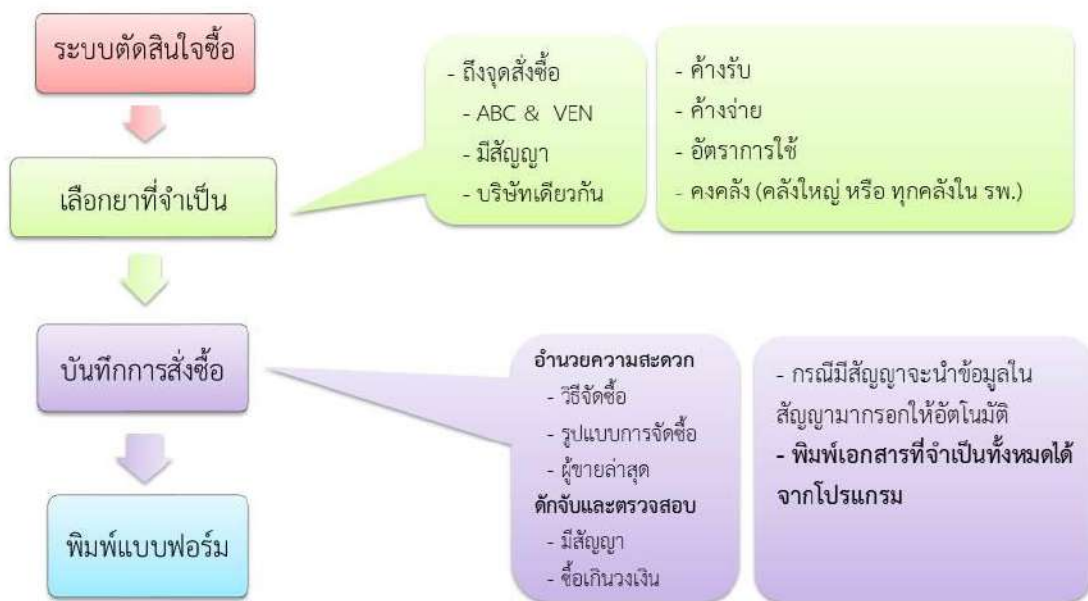 ระบบตัดสินใจซื้อ
เลือกยาที่จำเป็น
- ถึงจุดสั่งซื้อ
- ABC & VEN
- มีสัญญา
- บริษัทเดียวกัน
- ค้างรับ
- ค้างจ่าย
- อัตราการใช้
- คงคลัง (คลังใหญ่ หรือ ทุกคลังใน รพ.)
บันทึกการสั่งซื้อ
อำนวยความสะดวก
- วิธีจัดซื้อ
- รูปแบบการจัดซื้อ
- ผู้ขายล่าสุด
ดักจับและตรวจสอบ
- มีสัญญา
- ซื้อเกินวงเงิน
- กรณีมีสัญญาจะนำข้อมูลใน
สัญญามากรอกให้อัตโนมัติ
- พิมพ์เอกสารที่จำเป็นทั้งหมดได้
จากโปรแกรม
พิมพ์แบบฟอร์ม